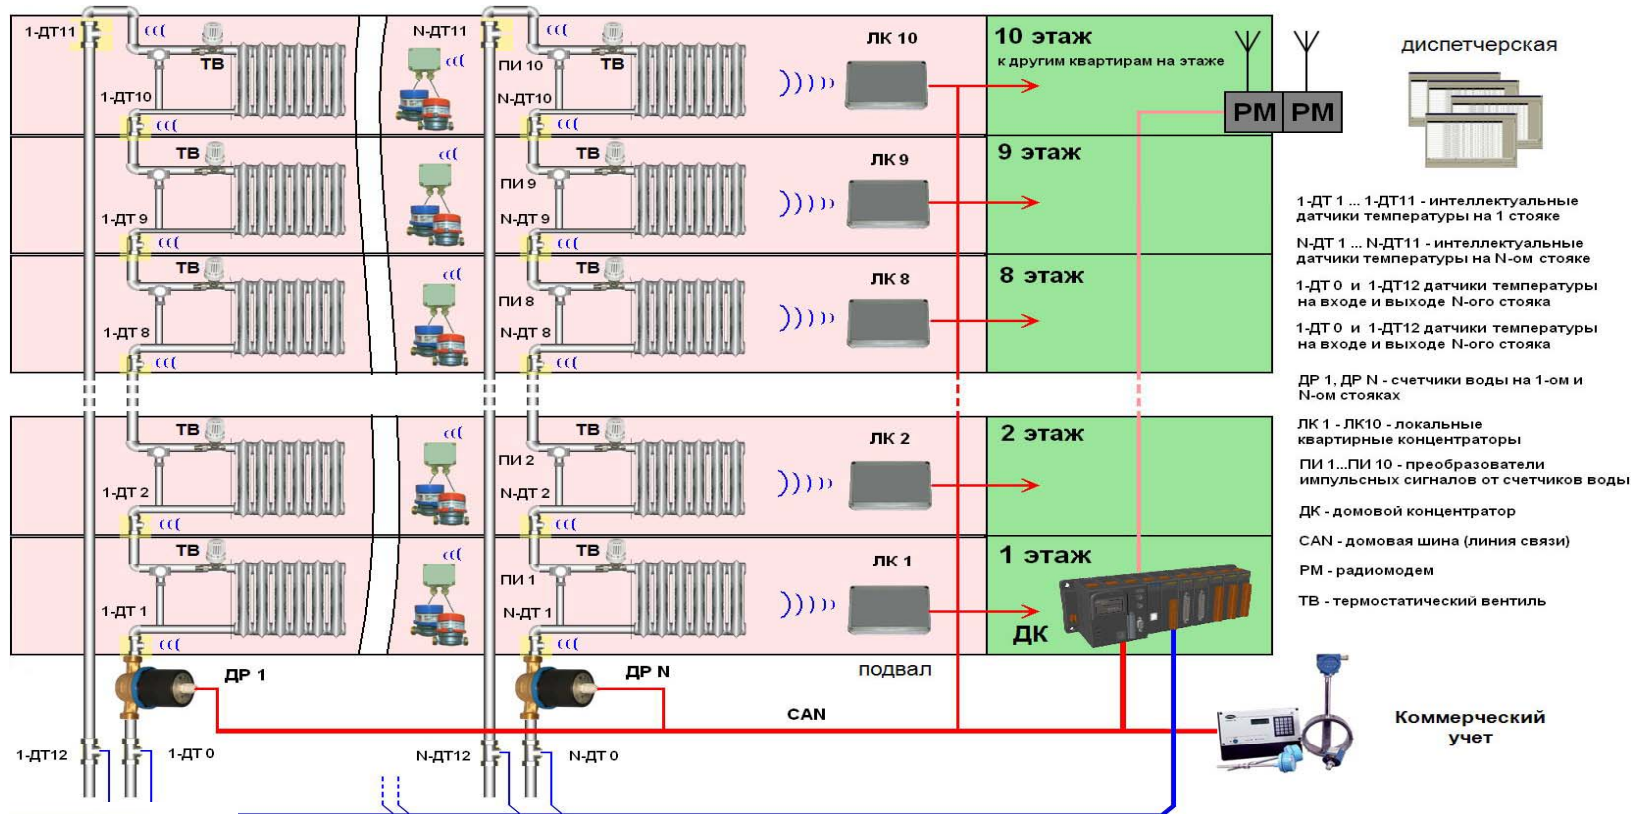 1-ДТ11
ТВ
1-ДТ10
N-ДТ11
ПИ 10
ТВ
N-ДТ10
ЛК 10
10 этаж
к другим квартирам на этаже
РМ РМ
диспетчерская
ТВ
1-ДТ 9
ТВ
ПИ 9
N-ДТ 9
ЛК 9
9 этаж
ТВ
1-ДТ 8
ТВ
ПИ 8
N-ДТ 8
ЛК 8
8 этаж
ТВ
1-ДТ 2
ТВ
ПИ 2
N-ДТ 2
ЛК 2
2 этаж
ТВ
1-ДТ 1
ТВ
ПИ 1
N-ДТ 1
ЛК 1
1 этаж
ДК
ДР 1
ДР N
подвал
CAN
1-ДТ12
1-ДТ 0
N-ДТ12
N-ДТ 0
1-ДТ 1 ... 1-ДТ11 - интеллектуальные
датчики температуры на 1 стояке
N-ДТ 1 ... N-ДТ11 - интеллектуальные
датчики температуры на N-ом стояке
1-ДТ 0 и 1-ДТ12 датчики температуры
на входе и выходе N-ого стояка
1-ДТ 0 и 1-ДТ12 датчики температуры
на входе и выходе N-ого стояка
ДР 1, ДР N - счетчики воды на 1-ом и
N-ом стояках
ЛК 1 - ЛК10 - локальные
квартирные концентраторы
ПИ 1...ПИ 10 - преобразователи
импульсных сигналов от счетчиков воды
ДК - домовой концентратор
CAN - домовая шина (линия связи)
РМ - радиомодем
ТВ - термостатический вентиль
Коммерческий
учет